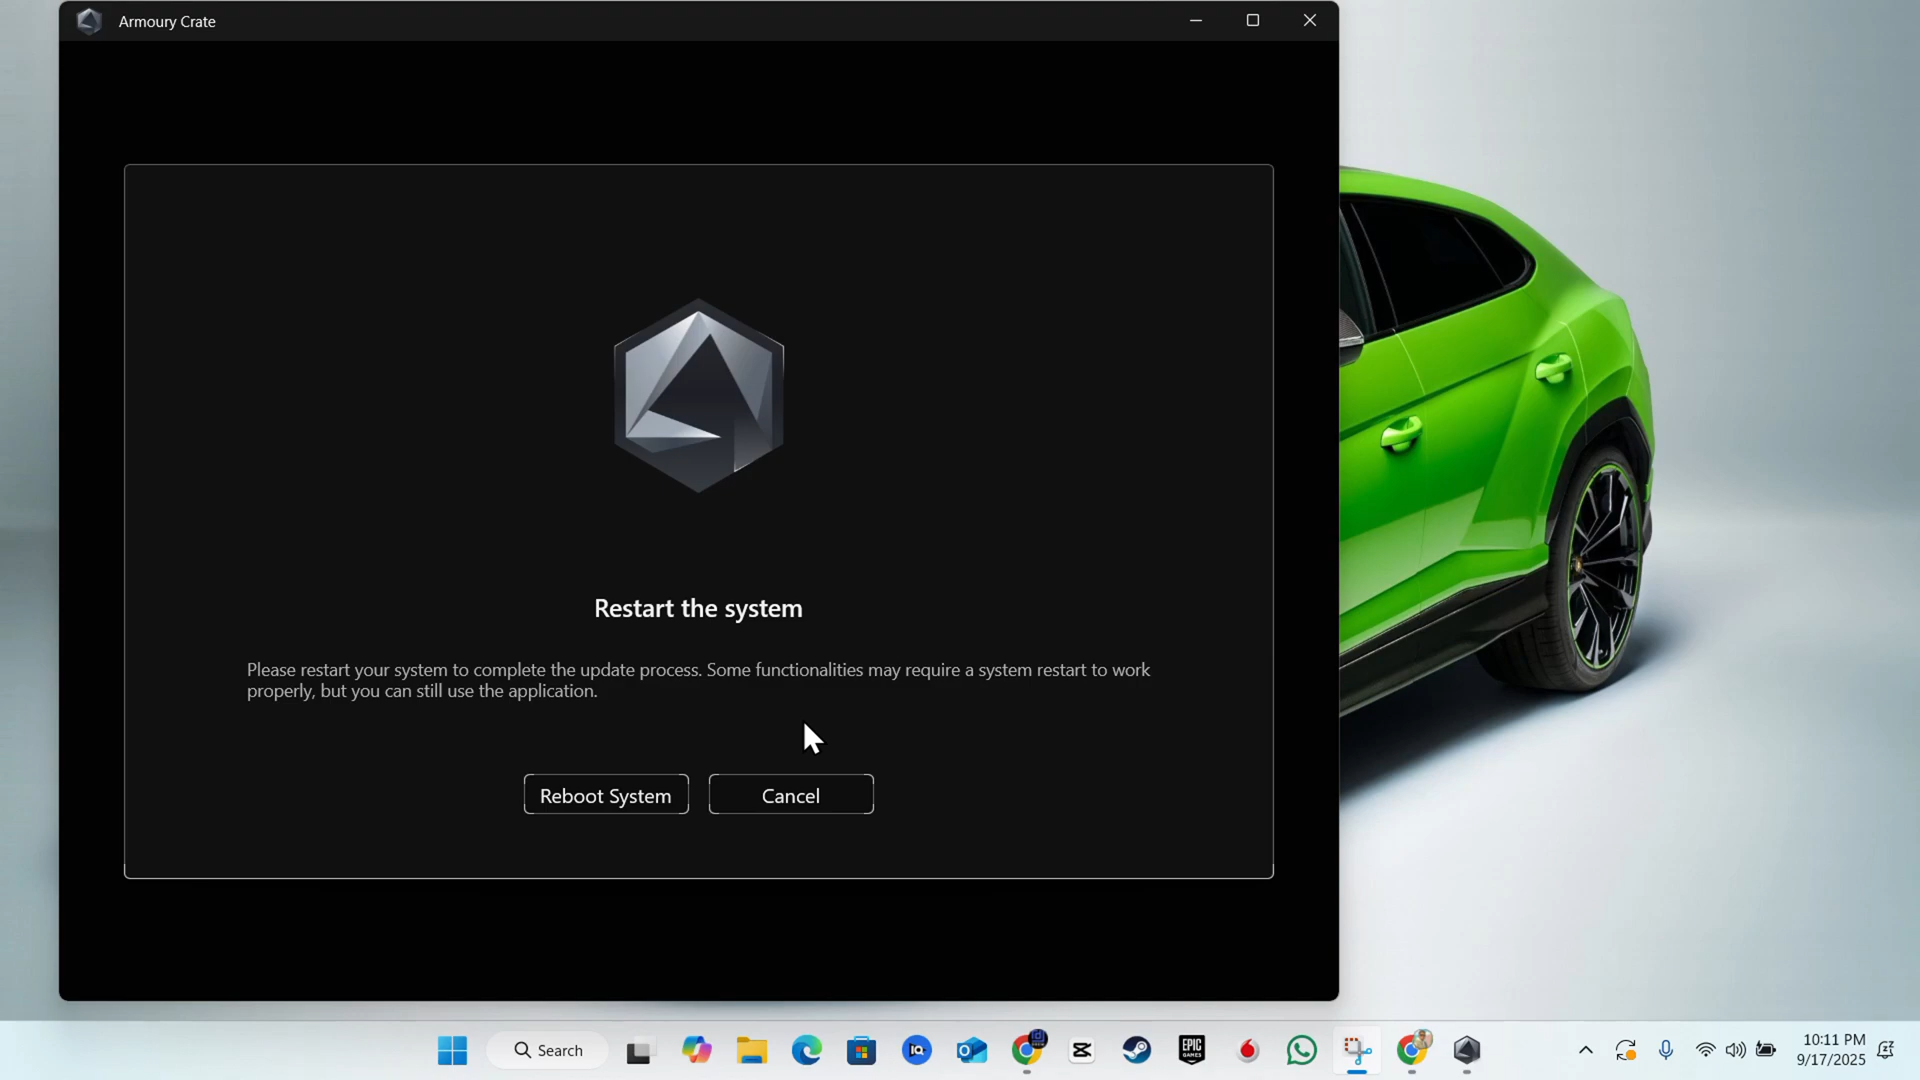 Armoury Crate
Restart the system
Please restart your system to complete the update process. Some functionalities may require a system restart to work
properly, but you can still use the application.
Reboot System
Cancel
Search
EPIC
GAMES
10:11 PM
9/17/2025